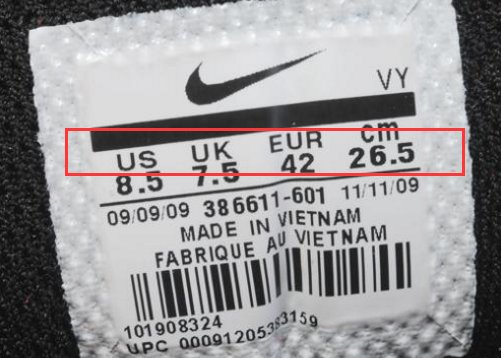 VY
US UK EUR cm
8.5 7.5 42 26.5
09/09/09 386611-601 11/11/09
MADE IN VIETNAM
FABRIQUE AU VIETNAM
101908324
UPC 00091205383159